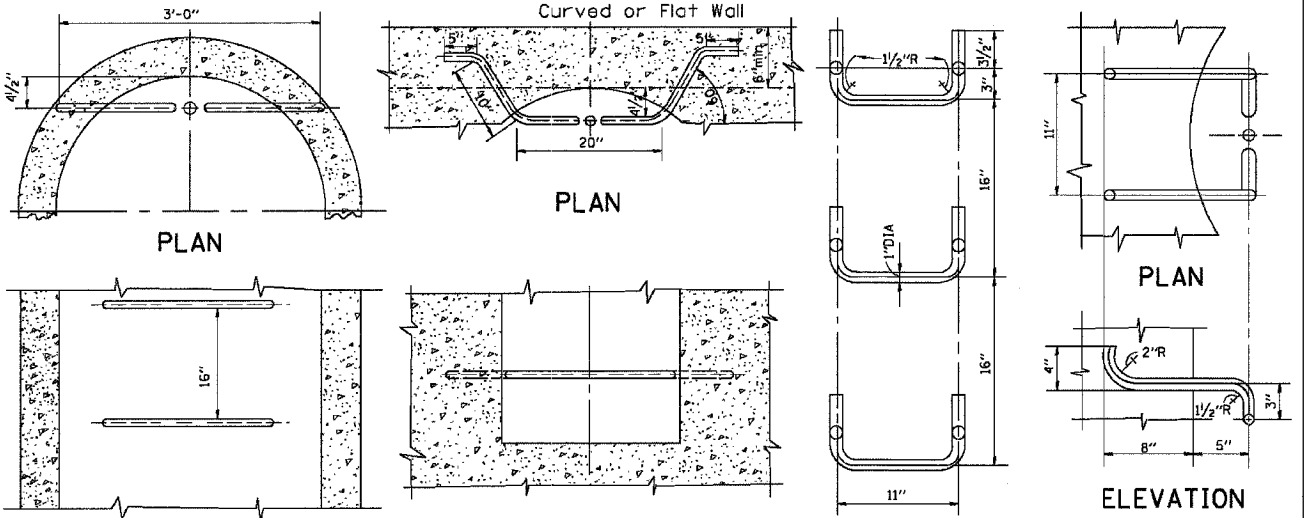 3'-0"
4½"
PLAN
16"
Curved or Flat Wall
5"
5"
6"min.
4½"
60°
20"
PLAN
1½"R
3½"
3"
16"
1"DIA
16"
11"
11"
PLAN
4"
2"R
1½"R
3"
8"
5"
ELEVATION